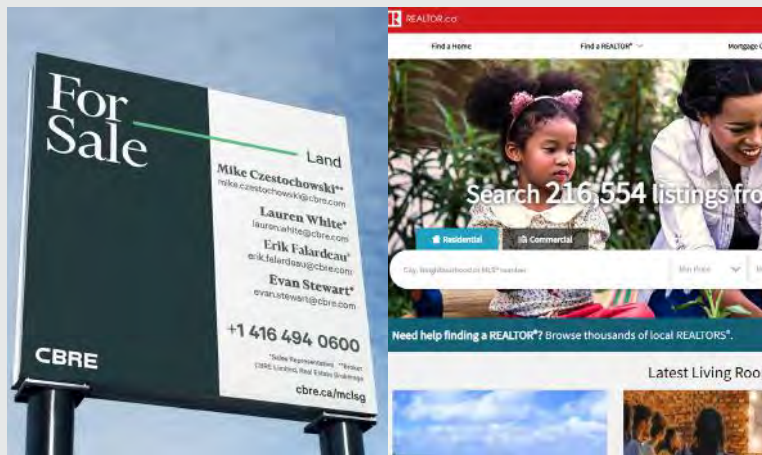 For
Sale
Land
Mike Czestochowski**
mike.czestochowski@cbre.com
Lauren White*
lauren.white@cbre.com
Erik Falardeau*
erik.falardeau@cbre.com
Evan Stewart*
evan.stewart@cbre.com
+1 416 494 0600
*Sales Representative **Broker
CBRE Limited, Real Estate Brokerage
cbre.ca/mclsg
CBRE
REALTOR.ca
Find a Home
Find a REALTOR®
Mortgage
Search 216,554 listings fro
Residential
Commercial
City, Neighbourhood or MLS® number
Min Price
M
Need help finding a REALTOR®? Browse thousands of local REALTORS®.
Latest Living Roo